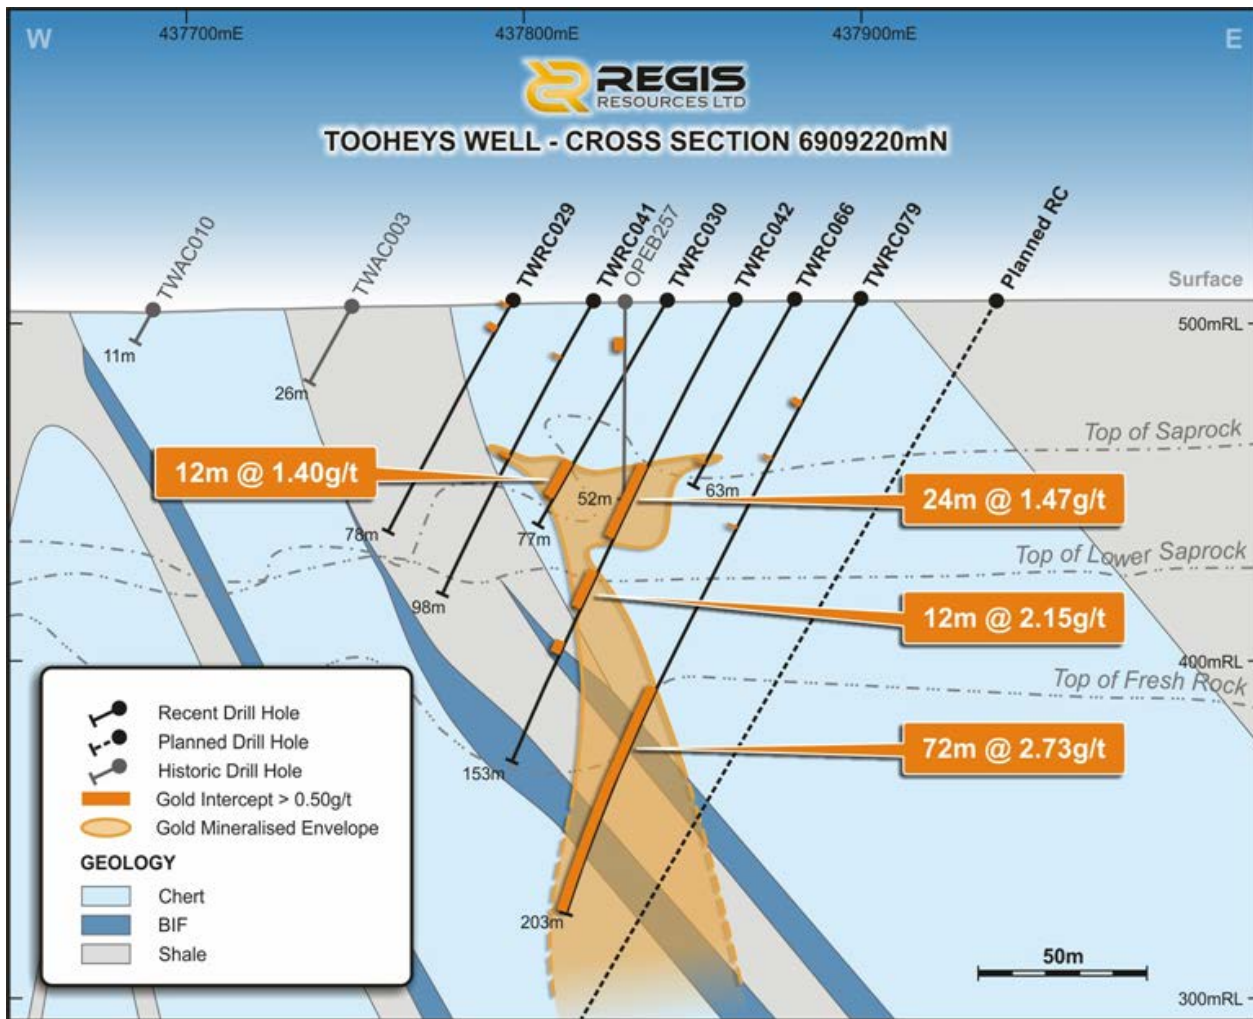 437700mE
437800mE
437900mE
W
E
REGIS
RESOURCES LTD
TOOHEYS WELL - CROSS SECTION 6909220mN
TWAC010
TWAC003
TWRC029
TWRC041
OPEB257
TWRC030
TWRC042
TWRC066
TWRC079
Planned RC
Surface
500mRL
11m
26m
Top of Saprock
12m @ 1.40g/t
52m
63m
24m @ 1.47g/t
78m
77m
Top of Lower Saprock
98m
12m @ 2.15g/t
400mRL
Top of Fresh Rock
72m @ 2.73g/t
153m
203m
Recent Drill Hole
Planned Drill Hole
Historic Drill Hole
Gold Intercept > 0.50g/t
Gold Mineralised Envelope
GEOLOGY
Chert
BIF
Shale
50m
300mRL